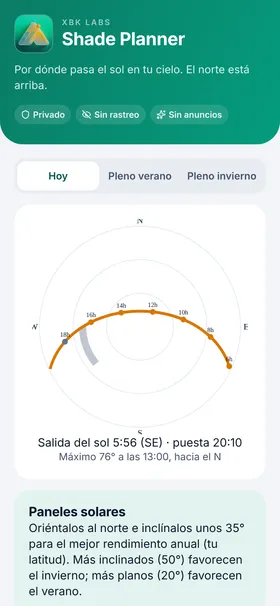 XBK LABS
Shade Planner
Por dónde pasa el sol en tu cielo. El norte está
arriba.
Privado
Sin rastreo
Sin anuncios
Hoy
Pleno verano
Pleno invierno
N
14h
12h
16h
10h
18h
8h
E
S
Salida del sol 5:56 (SE) · puesta 20:10
Máximo 76° a las 13:00, hacia el N
Paneles solares
Oriéntalos al norte e inclínalos unos 35°
para el mejor rendimiento anual (tu
latitud). Más inclinados (50°) favorecen
el invierno; más planos (20°) favorecen
el verano.